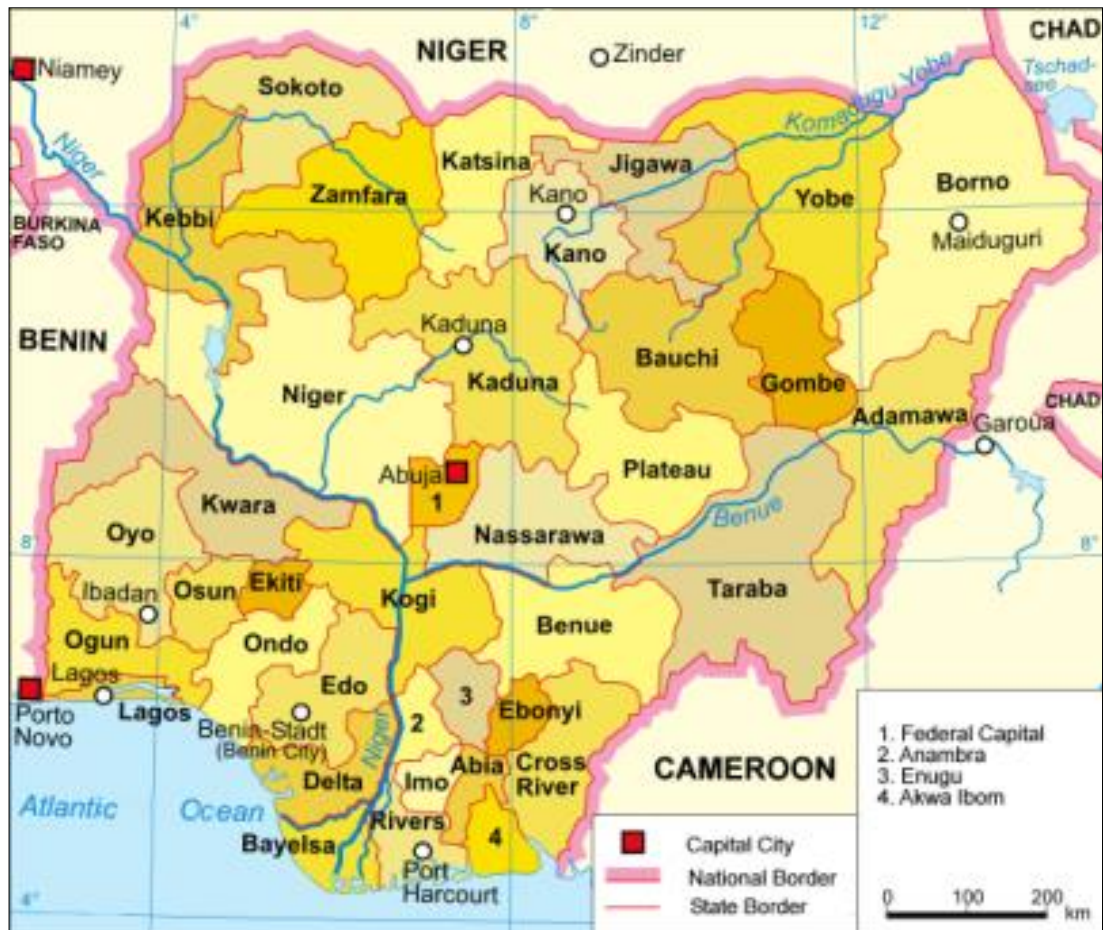 4°
8°
12°
CHAD
NIGER
Zinder
Niamey
Tschad-
see
Sokoto
Komadugu Yobe
Niger
Katsina
Jigawa
Zamfara
Kano
Yobe
Borno
Kebbi
BURKINA
FASO
Kano
Maiduguri
BENIN
Kaduna
Bauchi
Niger
Kaduna
Gombe
Adamawa
CHAD
Garoua
Abuja
Plateau
1
Kwara
Benue
Oyo
Nassarawa
8°
8°
Ibadan
Osun
Ekiti
Kogi
Taraba
Benue
Ogun
Ondo
Lagos
Edo
3
Lagos
Porto
Novo
Benin-Stadt
(Benin City)
Niger
2
Ebonyi
Delta
Imo
Abia
Cross
River
CAMEROON
Atlantic Ocean
Rivers
4
Bayelsa
Port
Harcourt
4°
8°
1. Federal Capital
2. Anambra
3. Enugu
4. Akwa Ibom
Capital City
National Border
State Border
0 100 200
km